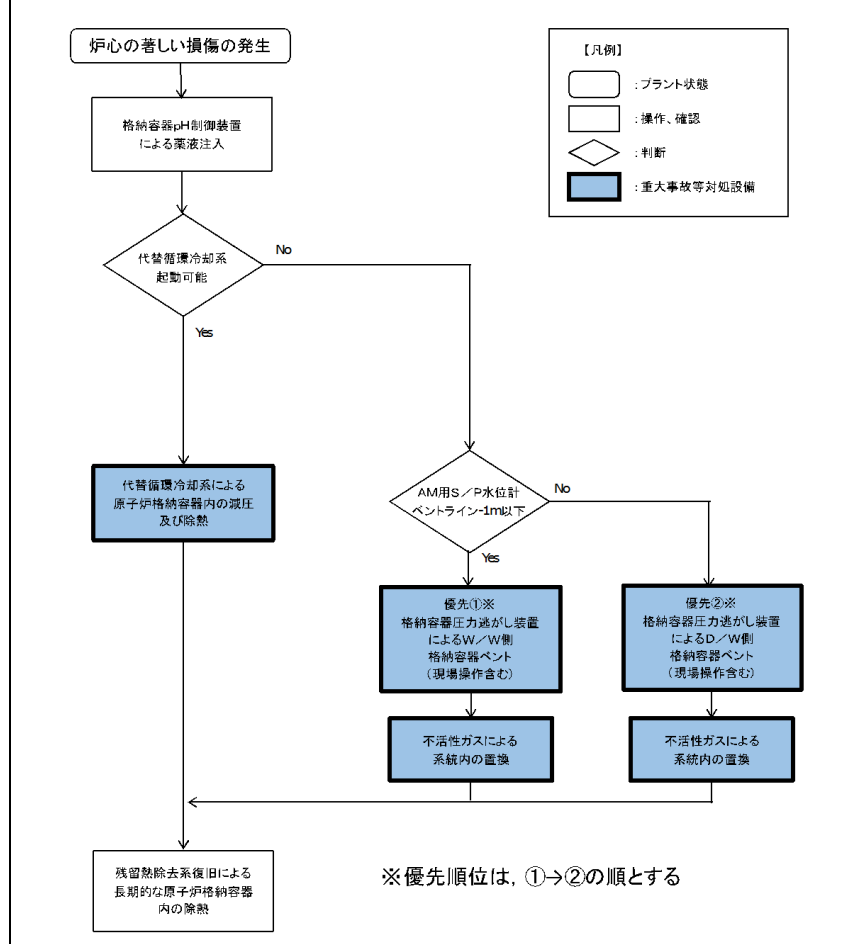 炉心の著しい損傷の発生
格納容器pH制御装置
による薬液注入
代替循環冷却系
起動可能
No
Yes
代替循環冷却系による
原子炉格納容器内の減圧
及び除熱
AM用S/P水位計
ベントライン-1m以下
No
Yes
優先①※
格納容器圧力逃がし装置
によるW/W側
格納容器ベント
(現場操作含む)
優先②※
格納容器圧力逃がし装置
によるD/W側
格納容器ベント
(現場操作含む)
不活性ガスによる
系統内の置換
不活性ガスによる
系統内の置換
残留熱除去系復旧による
長期的な原子炉格納容器
内の除熱
※優先順位は，①→②の順とする
【凡例】
：プラント状態
：操作、確認
：判断
：重大事故等対処設備